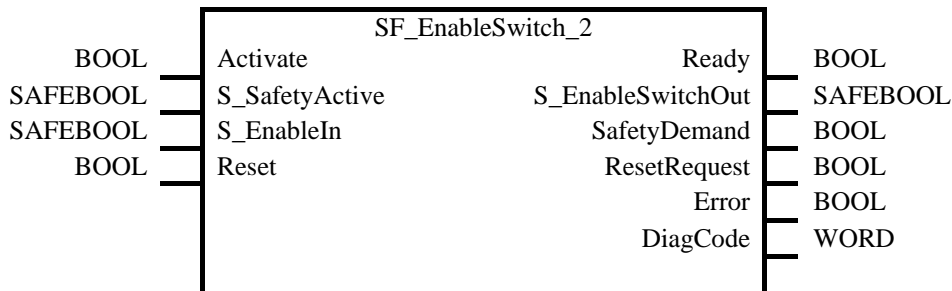 SF_EnableSwitch_2
BOOL Activate Ready BOOL
SAFEBOOL S_SafetyActive S_EnableSwitchOut SAFEBOOL
SAFEBOOL S_EnableIn SafetyDemand BOOL
BOOL Reset ResetRequest BOOL
Error BOOL
DiagCode WORD